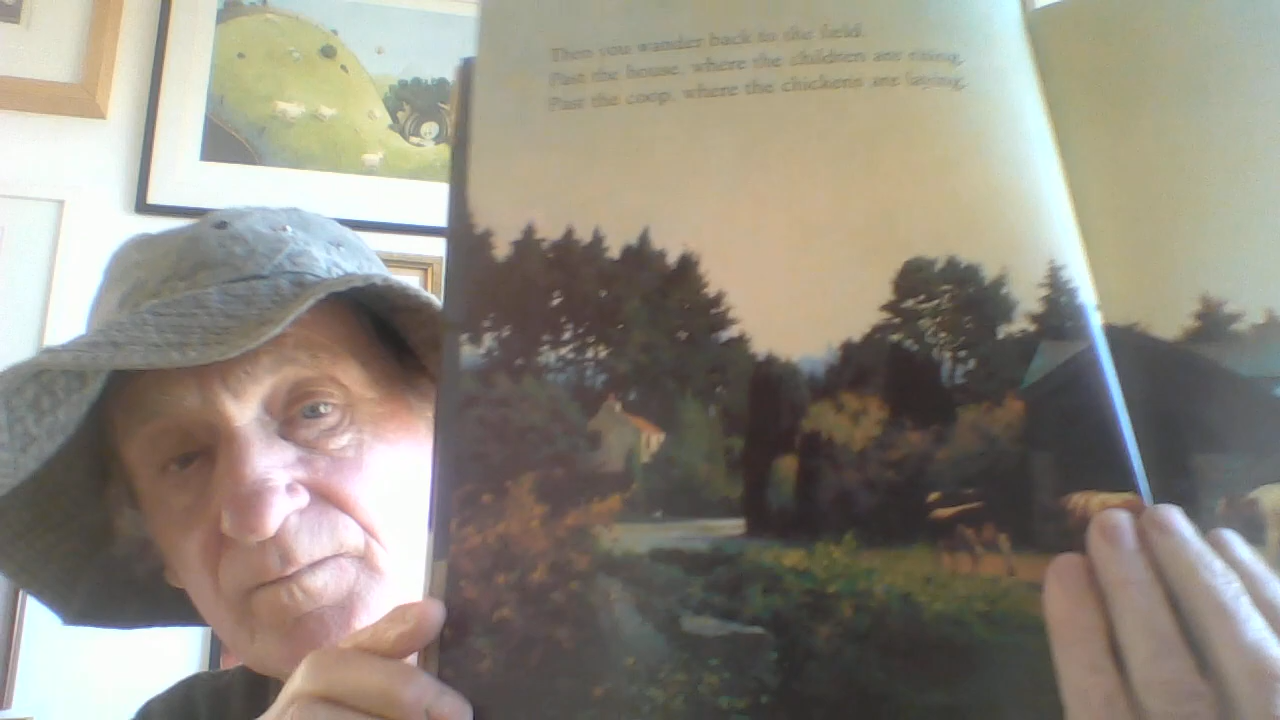 Then you wander back to the field.
Past the house, where the children are rising,
Past the coop, where the chickens are laying,